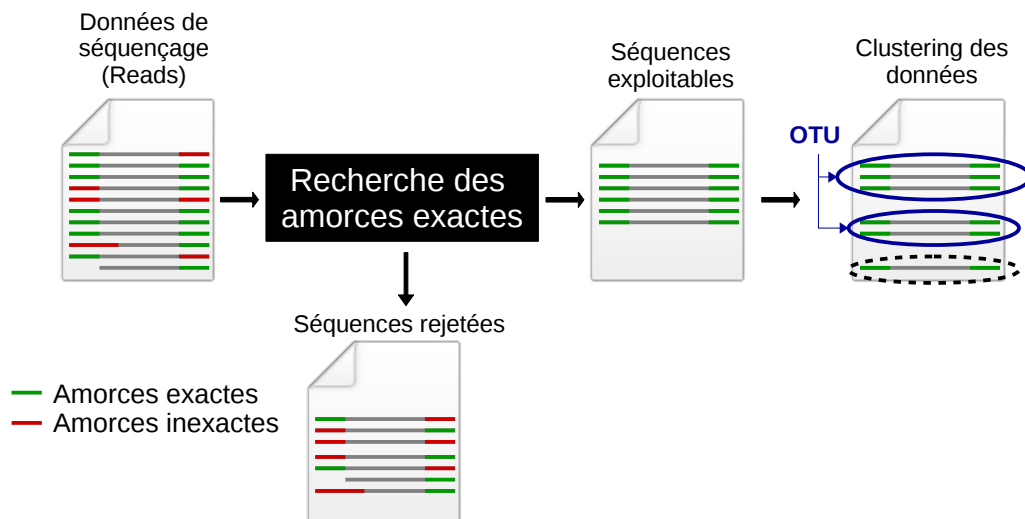 Données de
séquençage
(Reads)
Recherche des
amorces exactes
Séquences
exploitables
Clustering des
données
OTU
Séquences rejetées
Amorces exactes
Amorces inexactes